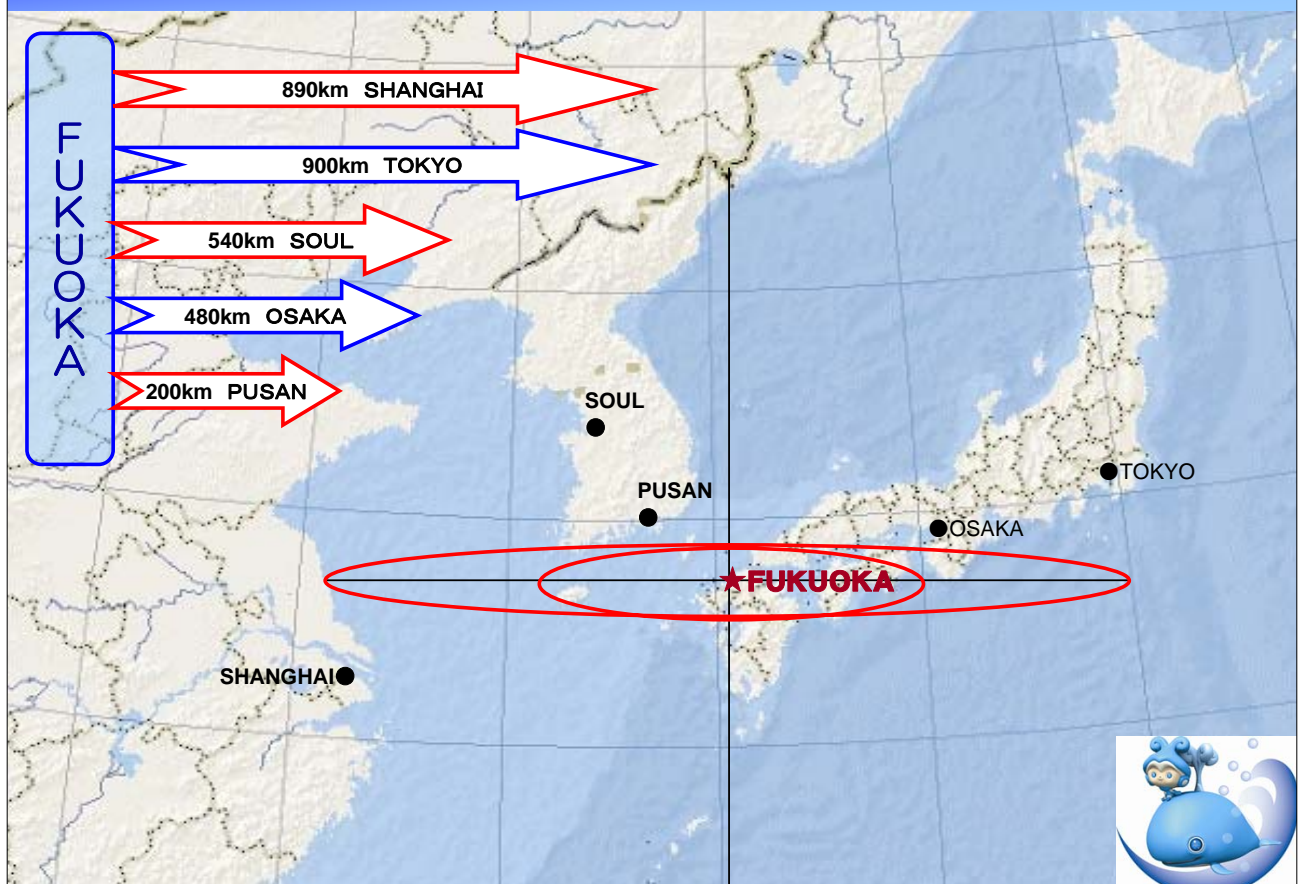 FUKUOKA
890km SHANGHAI
900km TOKYO
540km SOUL
480km OSAKA
200km PUSAN
SOUL
PUSAN
TOKYO
OSAKA
★FUKUOKA
SHANGHAI